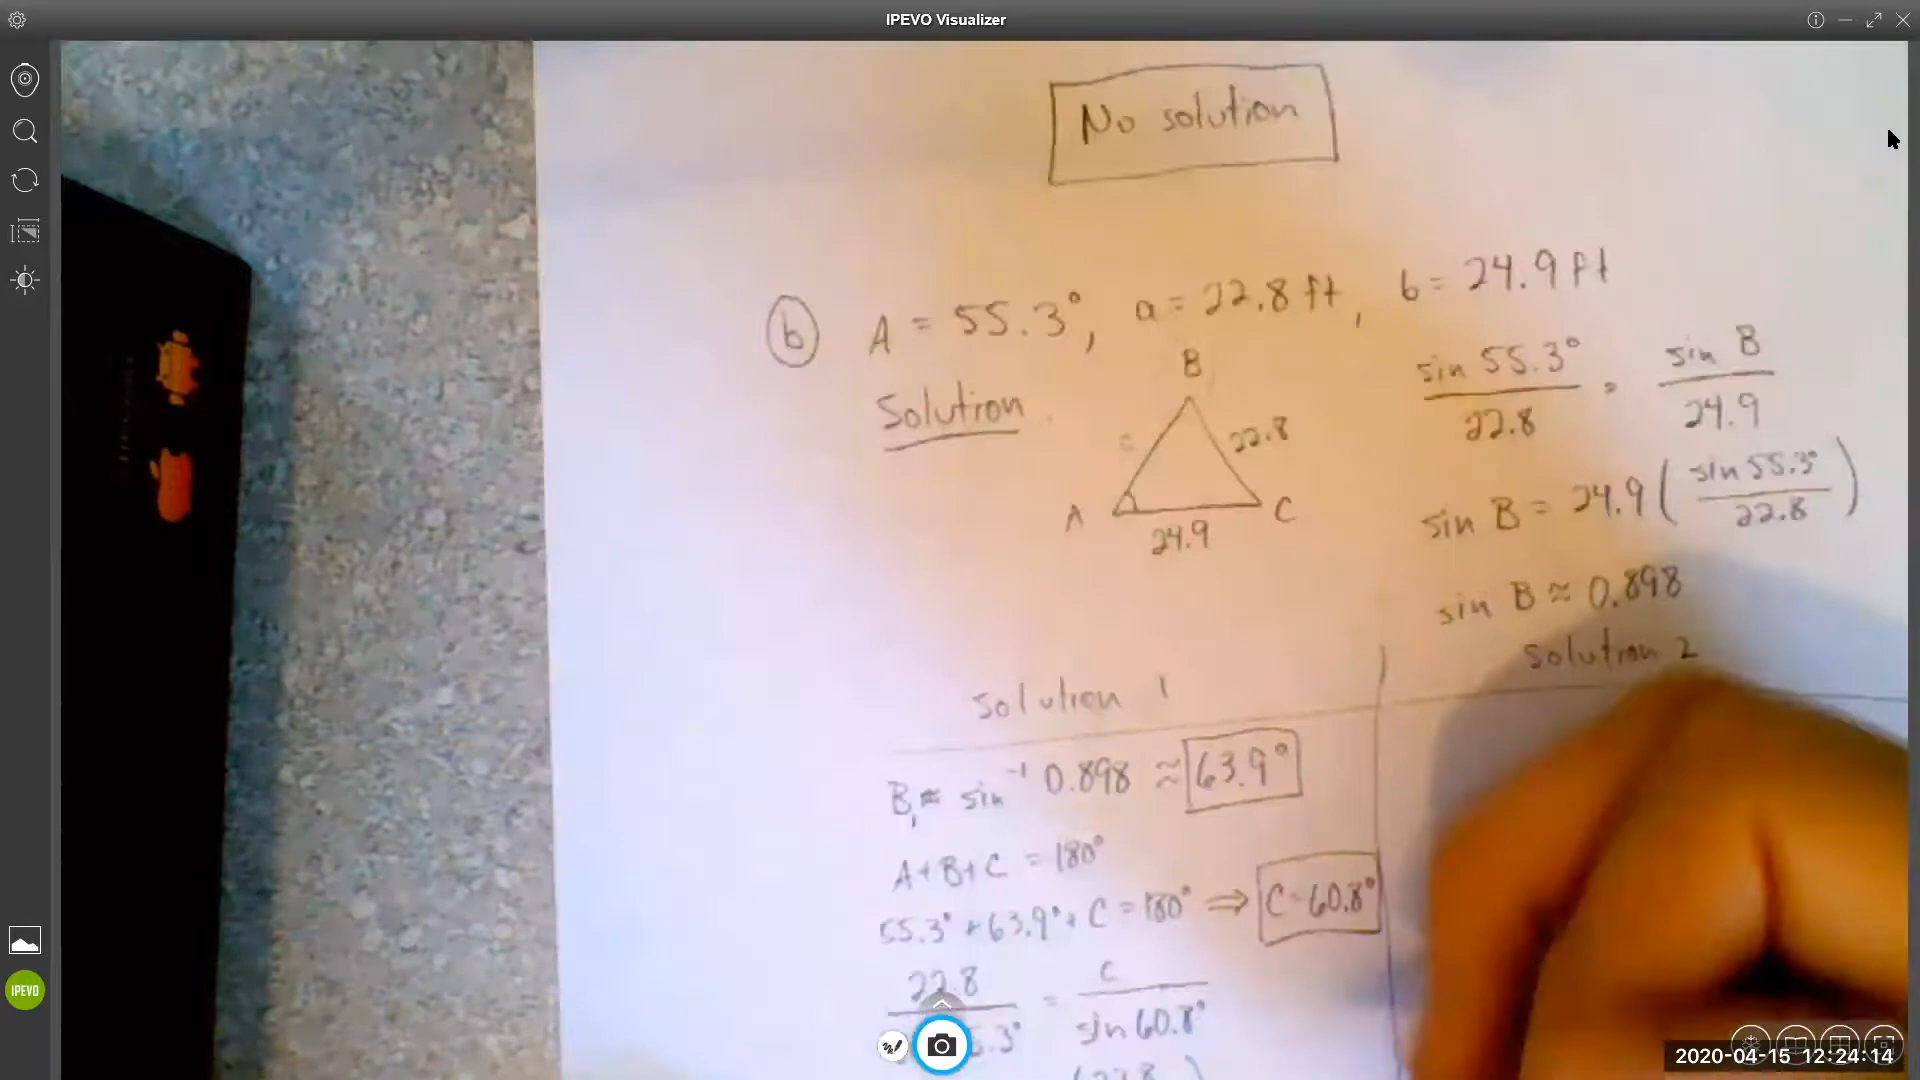 IPEVO Visualizer
No solution
b A = 55.3°, a = 22.8 ft, b = 24.9 ft
Solution
B
c
22.8
A
C
24.9
sin 55.3° / 22.8 = sin B / 24.9
sin B = 24.9 ( sin 55.3° / 22.8 )
sin B ≈ 0.898
Solution 1
B₁ ≈ sin⁻¹ 0.898 ≈ 63.9°
A+B+C = 180°
55.3° + 63.9° + C = 180° ⇒ C = 60.8°
22.8 / 5.3° = c / sin 60.8°
Solution 2
IPEVO
2020-04-15 12:24:14